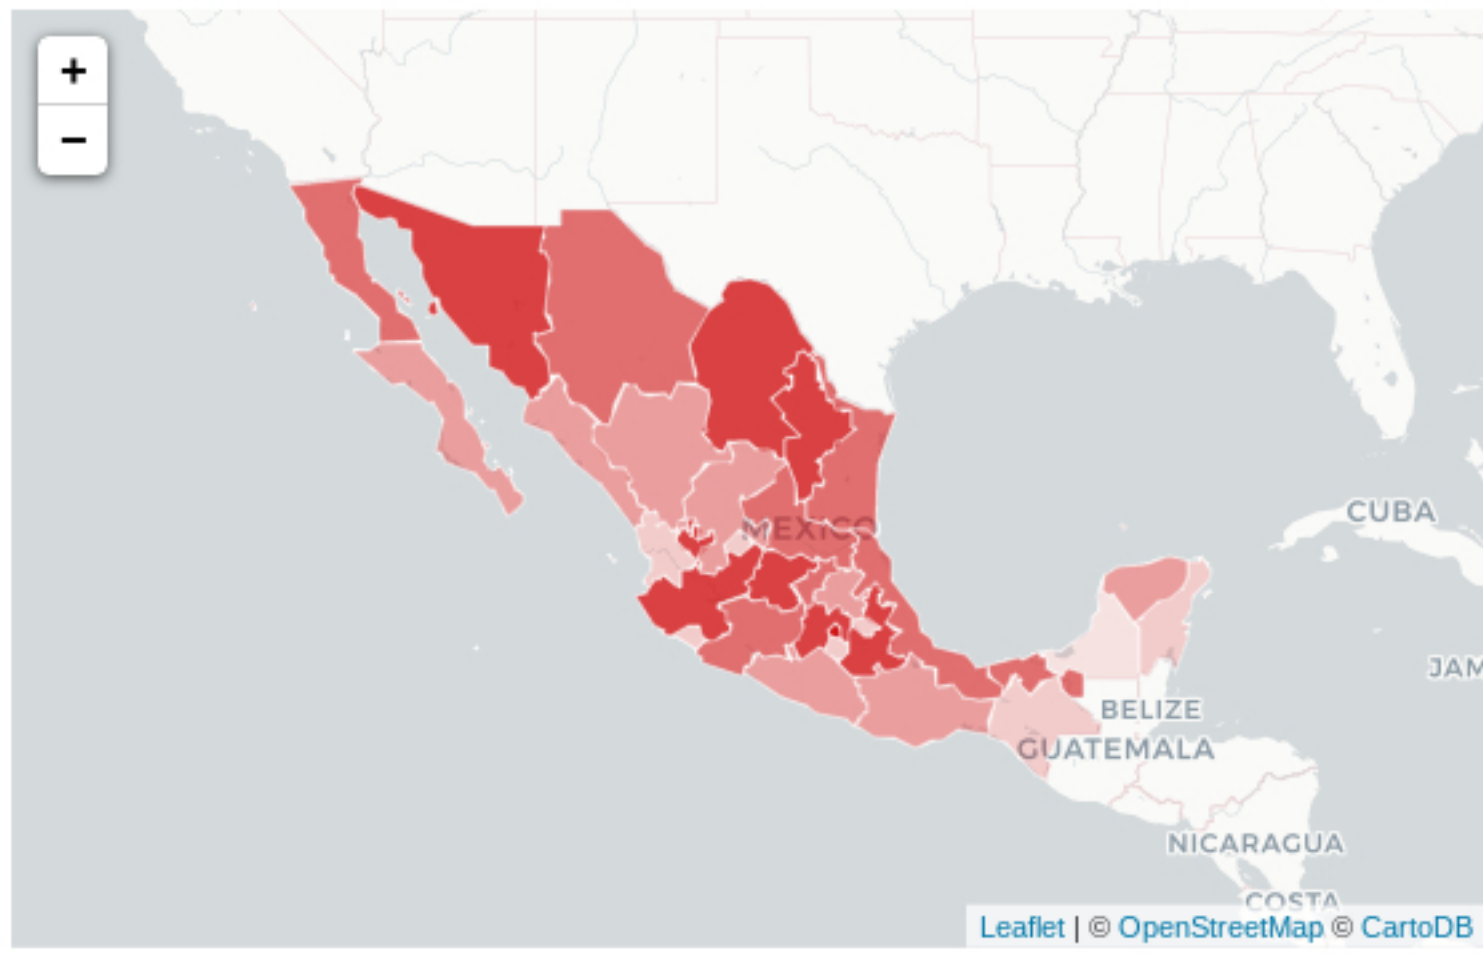 +
−
MEXICO
CUBA
JAM
BELIZE
GUATEMALA
NICARAGUA
COSTA
Leaflet | © OpenStreetMap © CartoDB